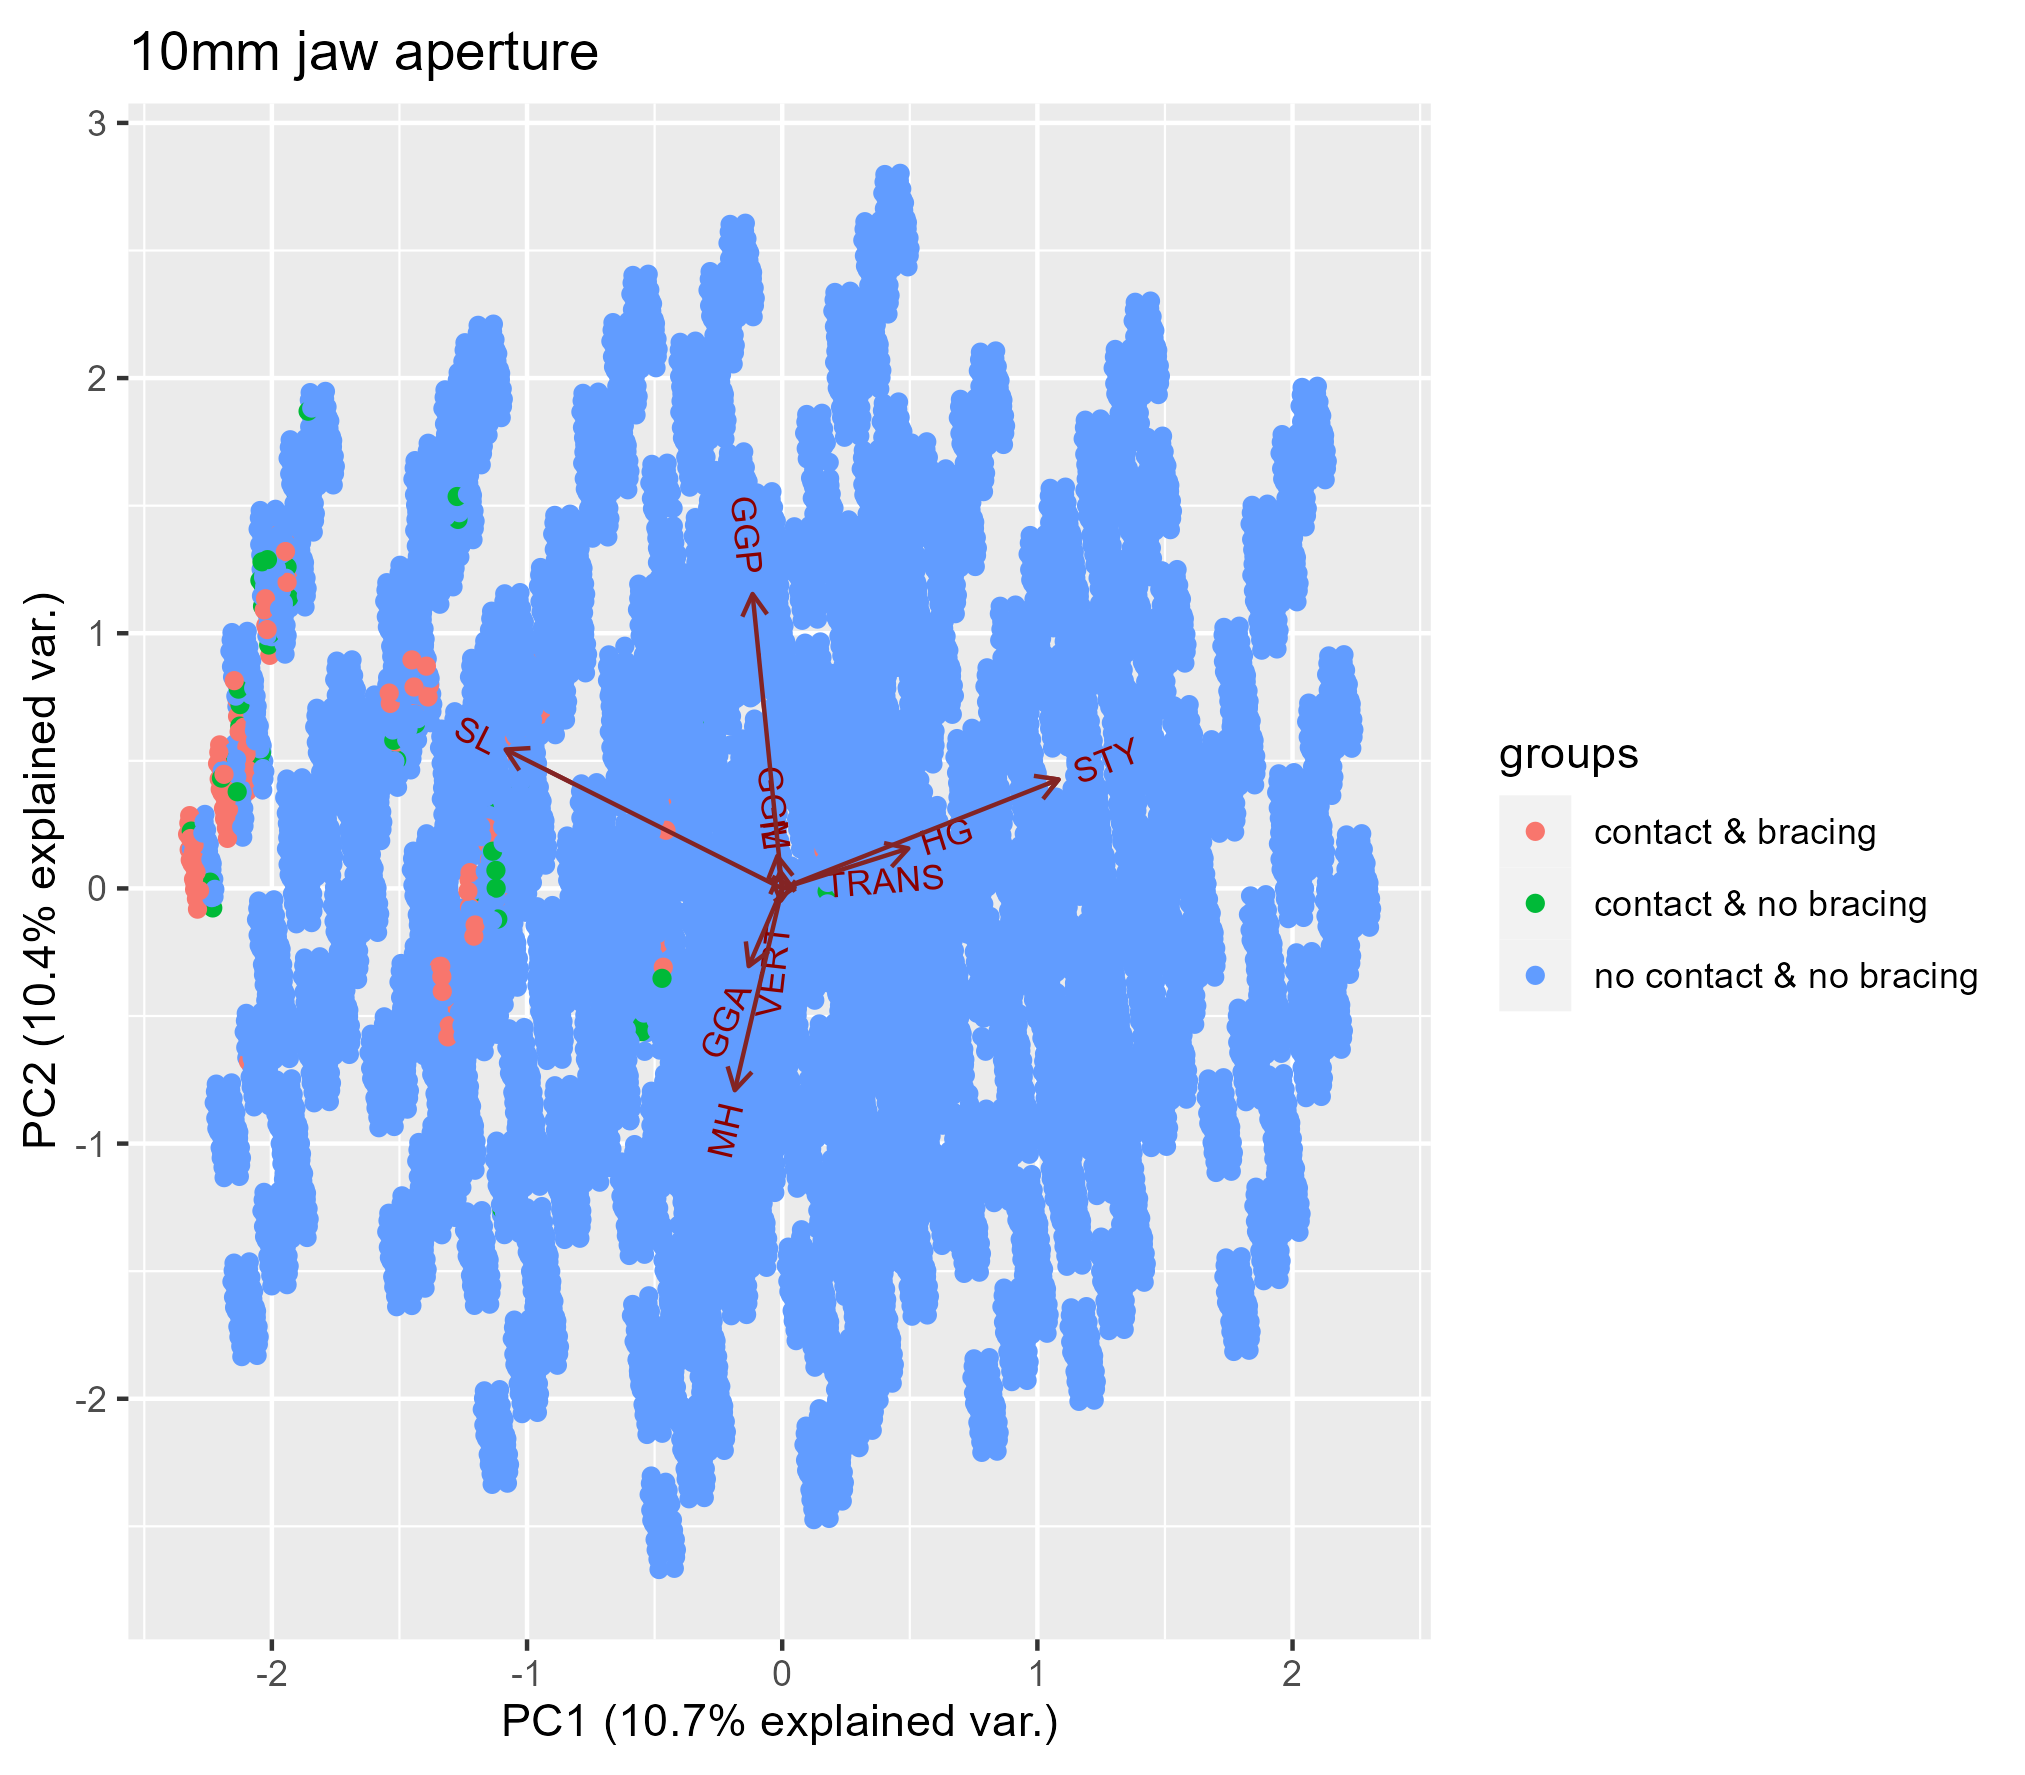 10mm jaw aperture
3
2
1
0
-1
-2
PC2 (10.4% explained var.)
GGP
SL
STY
GGM
HG
TRANS
VERT
GGA
MH
-2
-1
0
1
2
PC1 (10.7% explained var.)
groups
contact & bracing
contact & no bracing
no contact & no bracing